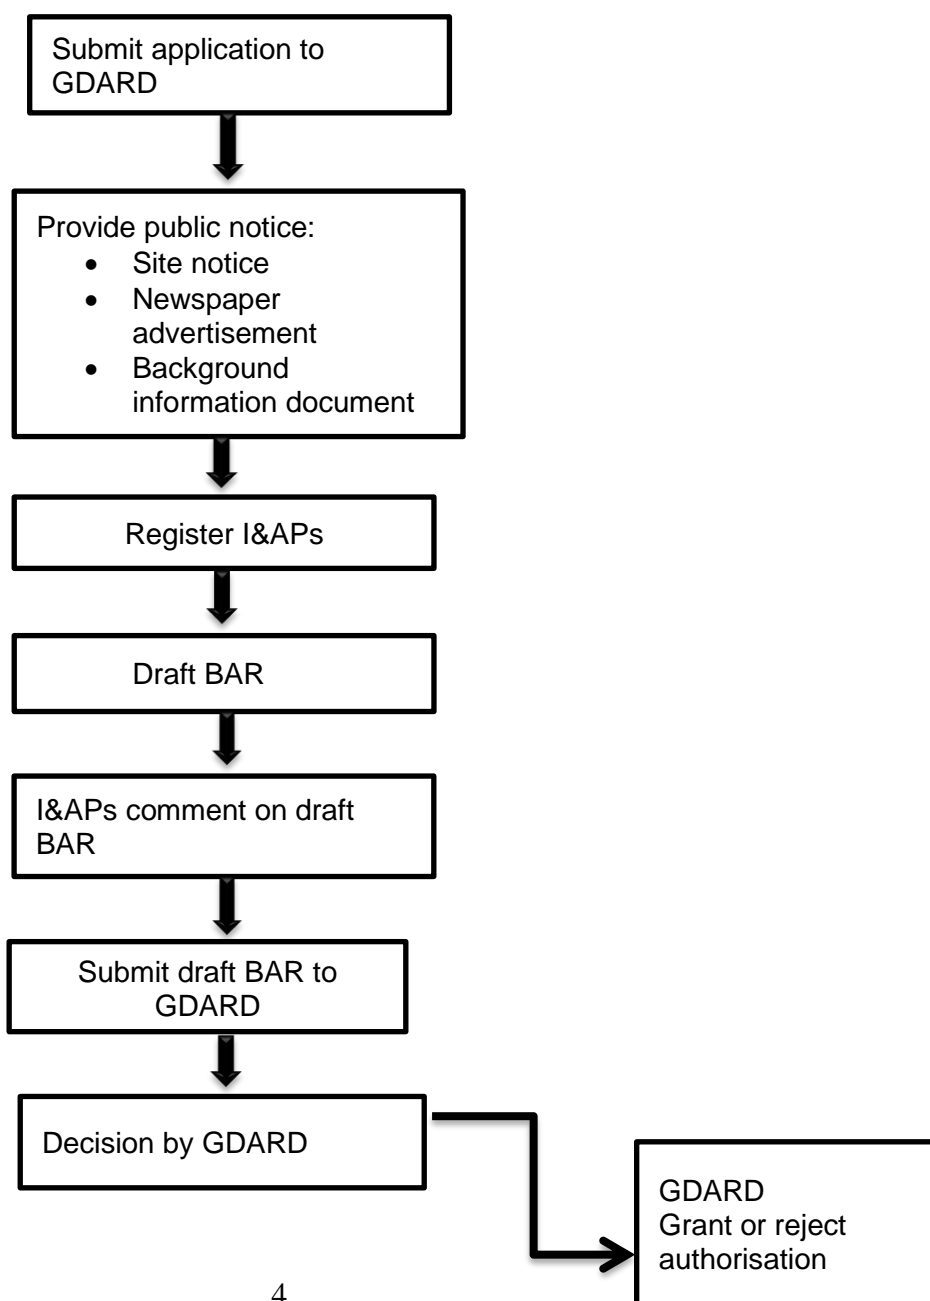 Submit application to
GDARD
Provide public notice:
• Site notice
• Newspaper
advertisement
• Background
information document
Register I&APs
Draft BAR
I&APs comment on draft
BAR
Submit draft BAR to
GDARD
Decision by GDARD
GDARD
Grant or reject
authorisation
4